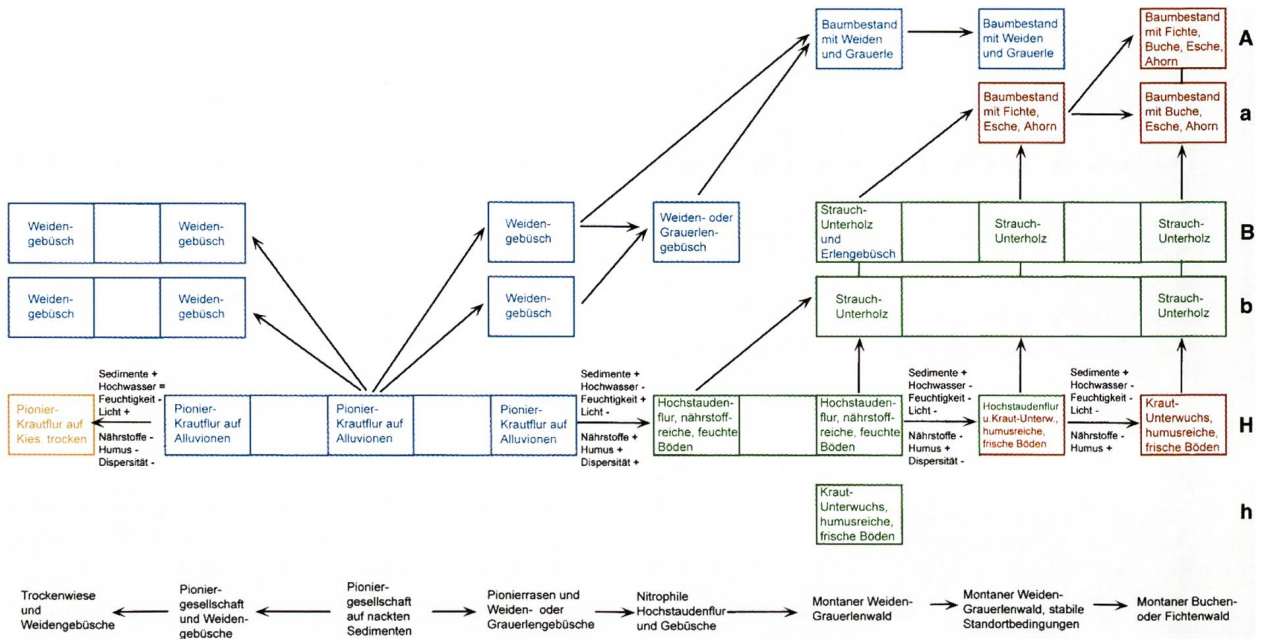 Baumbestand
mit Weiden
und Grauerle
Baumbestand
mit Weiden
und Grauerle
Baumbestand
mit Fichte,
Buche, Esche,
Ahorn
A
Baumbestand
mit Fichte,
Esche, Ahorn
Baumbestand
mit Buche,
Esche, Ahorn
a
Weiden-
gebüsch
Weiden-
gebüsch
Weiden-
gebüsch
Weiden- oder
Grauerlen-
gebüsch
Strauch-
Unterholz
und
Erlengebüsch
Strauch-
Unterholz
Strauch-
Unterholz
B
Weiden-
gebüsch
Weiden-
gebüsch
Weiden-
gebüsch
Strauch-
Unterholz
Strauch-
Unterholz
b
Pionier-
Krautflur auf
Kies. trocken
Sedimente +
Hochwasser =
Feuchtigkeit -
Licht +
Nährstoffe -
Humus -
Dispersität -
Pionier-
Krautflur auf
Alluvionen
Pionier-
Krautflur auf
Alluvionen
Pionier-
Krautflur auf
Alluvionen
Sedimente +
Hochwasser -
Feuchtigkeit +
Licht -
Nährstoffe +
Humus +
Dispersität +
Hochstauden-
flur, nährstoff-
reiche, feuchte
Böden
Hochstauden-
flur, nährstoff-
reiche, feuchte
Böden
Sedimente +
Hochwasser -
Feuchtigkeit -
Licht -
Nährstoffe -
Humus +
Dispersität -
Hochstaudenflur
u.Kraut-Unterw.,
humusreiche,
frische Böden
Sedimente +
Hochwasser -
Feuchtigkeit -
Licht -
Nährstoffe -
Humus +
Kraut-
Unterwuchs,
humusreiche,
frische Böden
H
Kraut-
Unterwuchs,
humusreiche,
frische Böden
h
Trockenwiese
und
Weidengebüsche
Pionier-
gesellschaft
und Weiden-
gebüsche
Pionier-
gesellschaft
auf nackten
Sedimenten
Pionierrasen und
Weiden- oder
Grauerlengebüsche
Nitrophile
Hochstaudenflur
und Gebüsche
Montaner Weiden-
Grauerlenwald
Montaner Weiden-
Grauerlenwald, stabile
Standortbedingungen
Montaner Buchen-
oder Fichtenwald